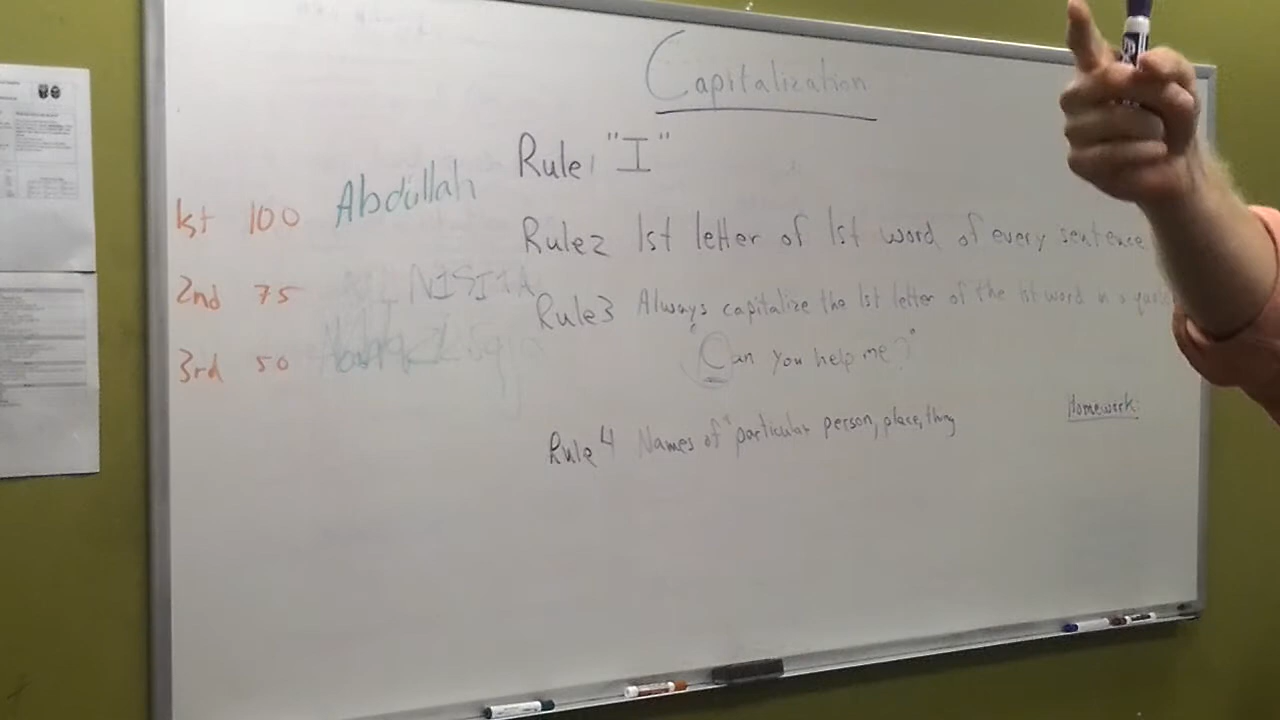 Capitalization
Rule 1 "I"
1st 100 Abdullah
Rule 2 1st letter of 1st word of every sentence
2nd 75 NISITA
Rule 3 Always capitalize the 1st letter of the 1st word in a
"Can you help me?"
3rd 50
Rule 4 Names of particular person, place, thing
Homework: